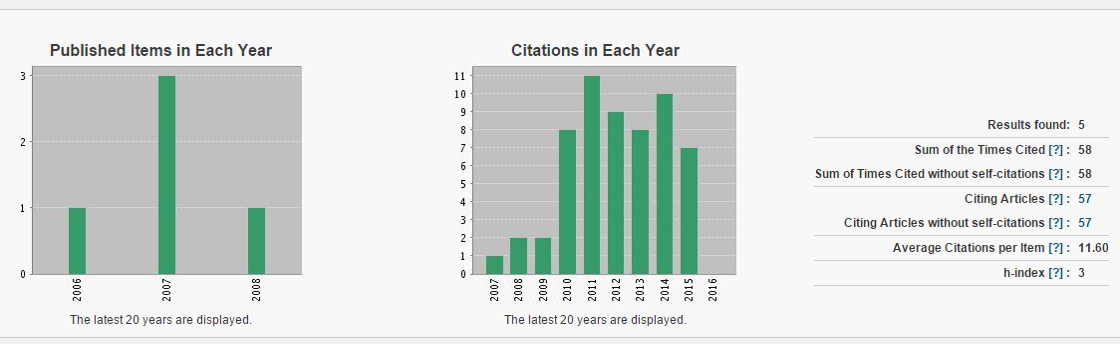 Published Items in Each Year
3
2
1
0
2006
2007
2008
The latest 20 years are displayed.
Citations in Each Year
11
10
9
8
7
6
5
4
3
2
1
0
2007
2008
2009
2010
2011
2012
2013
2014
2015
2016
The latest 20 years are displayed.
Results found: 5
Sum of the Times Cited [?] : 58
Sum of Times Cited without self-citations [?] : 58
Citing Articles [?] : 57
Citing Articles without self-citations [?] : 57
Average Citations per Item [?] : 11.60
h-index [?] : 3